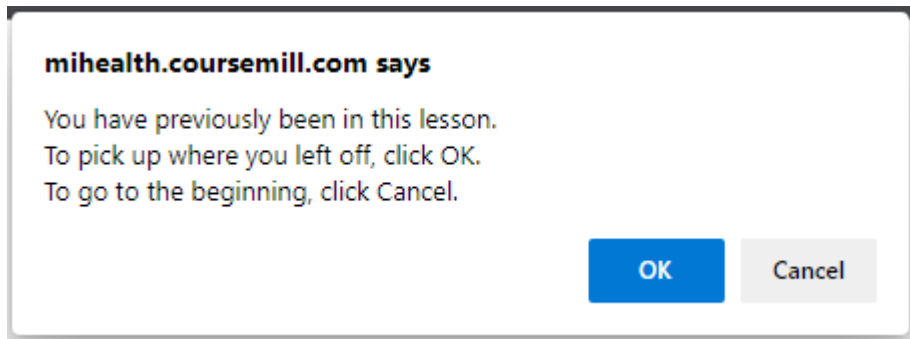 mihealth.coursemill.com says
You have previously been in this lesson.
To pick up where you left off, click OK.
To go to the beginning, click Cancel.
OK
Cancel